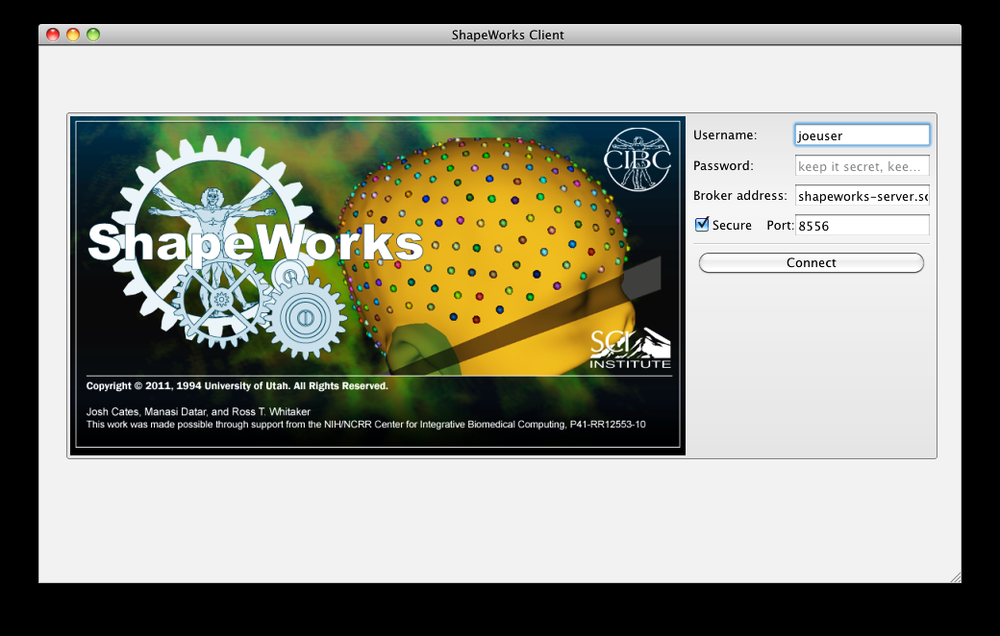 ShapeWorks Client
CIBC
ShapeWorks
SCI
INSTITUTE
Copyright © 2011, 1994 University of Utah. All Rights Reserved.
Josh Cates, Manasi Datar, and Ross T. Whitaker
This work was made possible through support from the NIH/NCRR Center for Integrative Biomedical Computing, P41-RR12553-10
Username: joeuser
Password: keep it secret, kee...
Broker address: shapeworks-server.sc
Secure Port: 8556
Connect